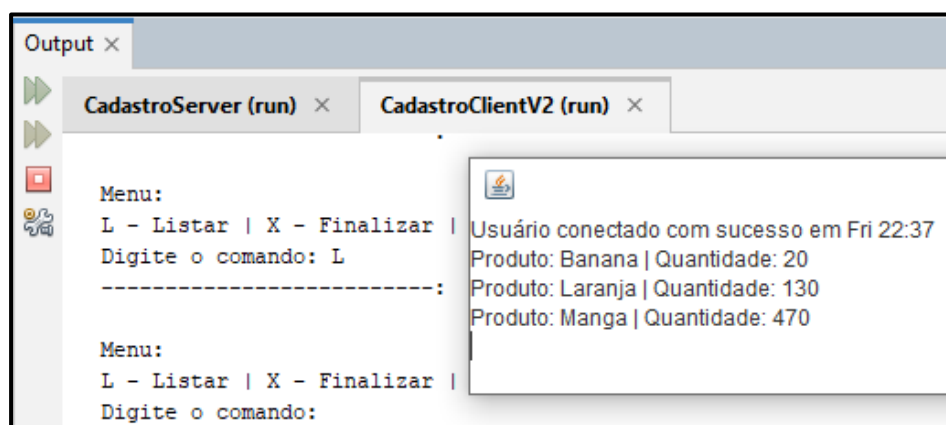 Output
CadastroServer (run)
CadastroClientV2 (run)
Menu:
L - Listar | X - Finalizar |
Digite o comando: L
--------------------------:
Menu:
L - Listar | X - Finalizar |
Digite o comando:
Usuário conectado com sucesso em Fri 22:37
Produto: Banana | Quantidade: 20
Produto: Laranja | Quantidade: 130
Produto: Manga | Quantidade: 470